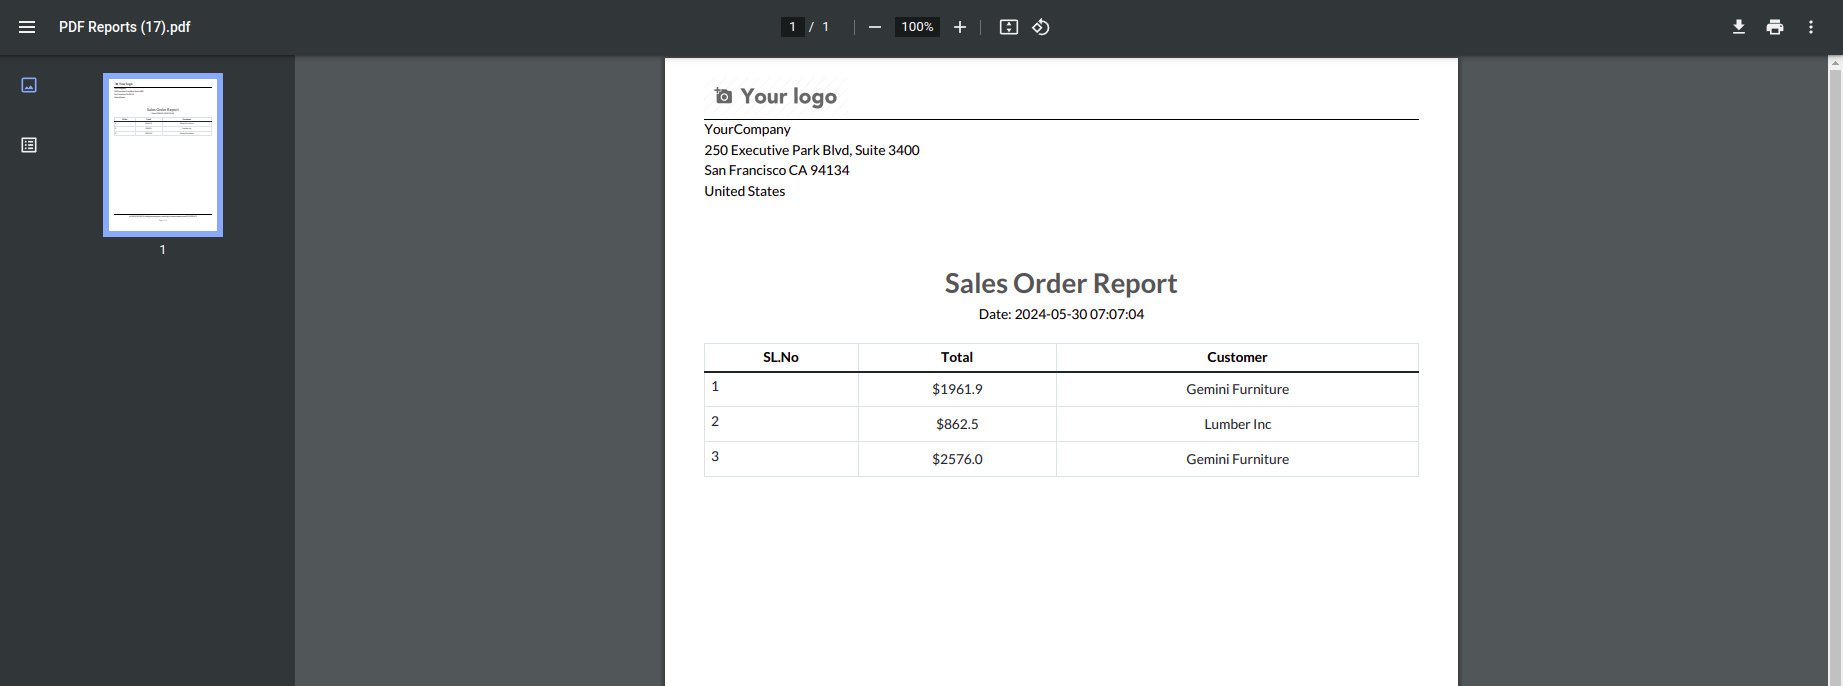 PDF Reports (17).pdf
1 / 1
100%
1
Your logo
YourCompany
250 Executive Park Blvd, Suite 3400
San Francisco CA 94134
United States
Sales Order Report
Date: 2024-05-30 07:07:04
SL.No Total Customer
1 $1961.9 Gemini Furniture
2 $862.5 Lumber Inc
3 $2576.0 Gemini Furniture